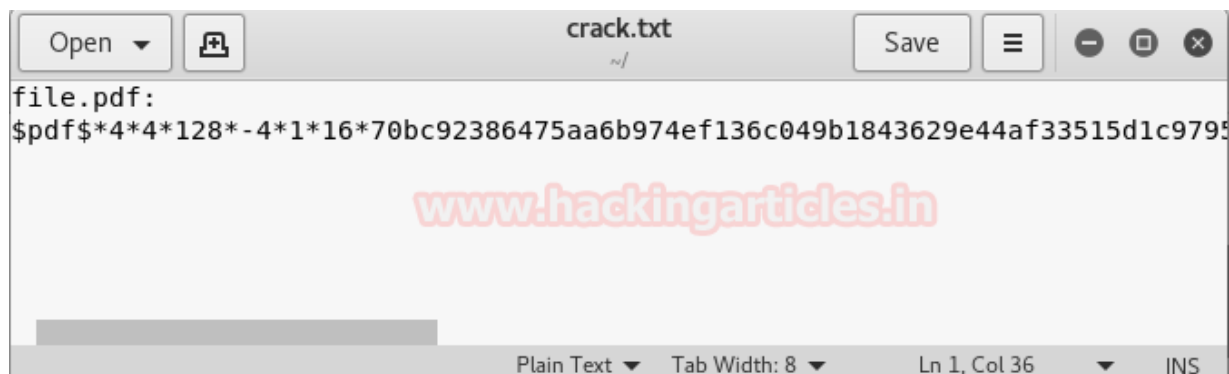 Open
crack.txt
~/
Save
file.pdf:
$pdf$*4*4*128*-4*1*16*70bc92386475aa6b974ef136c049b1843629e44af33515d1c9795
www.hackingarticles.in
Plain Text Tab Width: 8 Ln 1, Col 36 INS